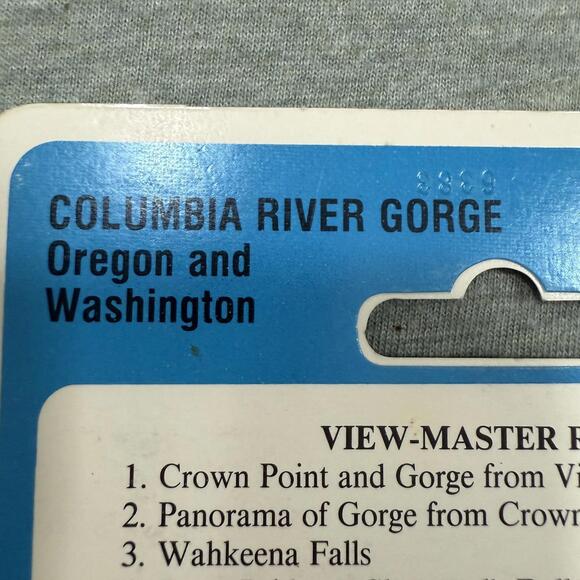 COLUMBIA RIVER GORGE
Oregon and
Washington
VIEW-MASTER
1. Crown Point and Gorge from
2. Panorama of Gorge from Crown
3. Wahkeena Falls